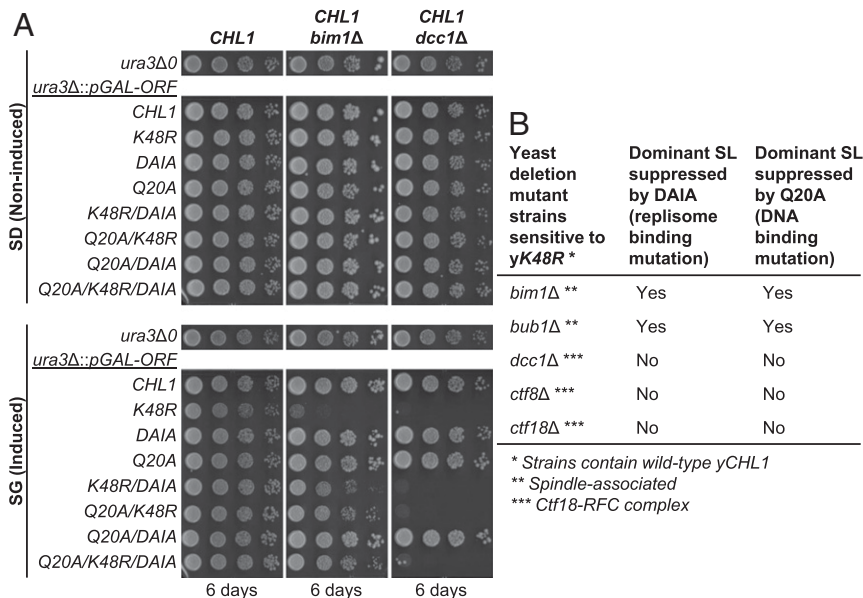 A
CHL1
CHL1
bim1Δ
CHL1
dcc1Δ
SD (Non-induced)
ura3Δ0
ura3Δ::pGAL-ORF
CHL1
K48R
DAIA
Q20A
K48R/DAIA
Q20A/K48R
Q20A/DAIA
Q20A/K48R/DAIA
SG (Induced)
ura3Δ0
ura3Δ::pGAL-ORF
CHL1
K48R
DAIA
Q20A
K48R/DAIA
Q20A/K48R
Q20A/DAIA
Q20A/K48R/DAIA
6 days 6 days 6 days
B
Yeast deletion mutant strains sensitive to yK48R *
Dominant SL suppressed by DAIA (replisome binding mutation)
Dominant SL suppressed by Q20A (DNA binding mutation)
bim1Δ ** Yes Yes
bub1Δ ** Yes Yes
dcc1Δ *** No No
ctf8Δ *** No No
ctf18Δ *** No No
* Strains contain wild-type yCHL1
** Spindle-associated
*** Ctf18-RFC complex